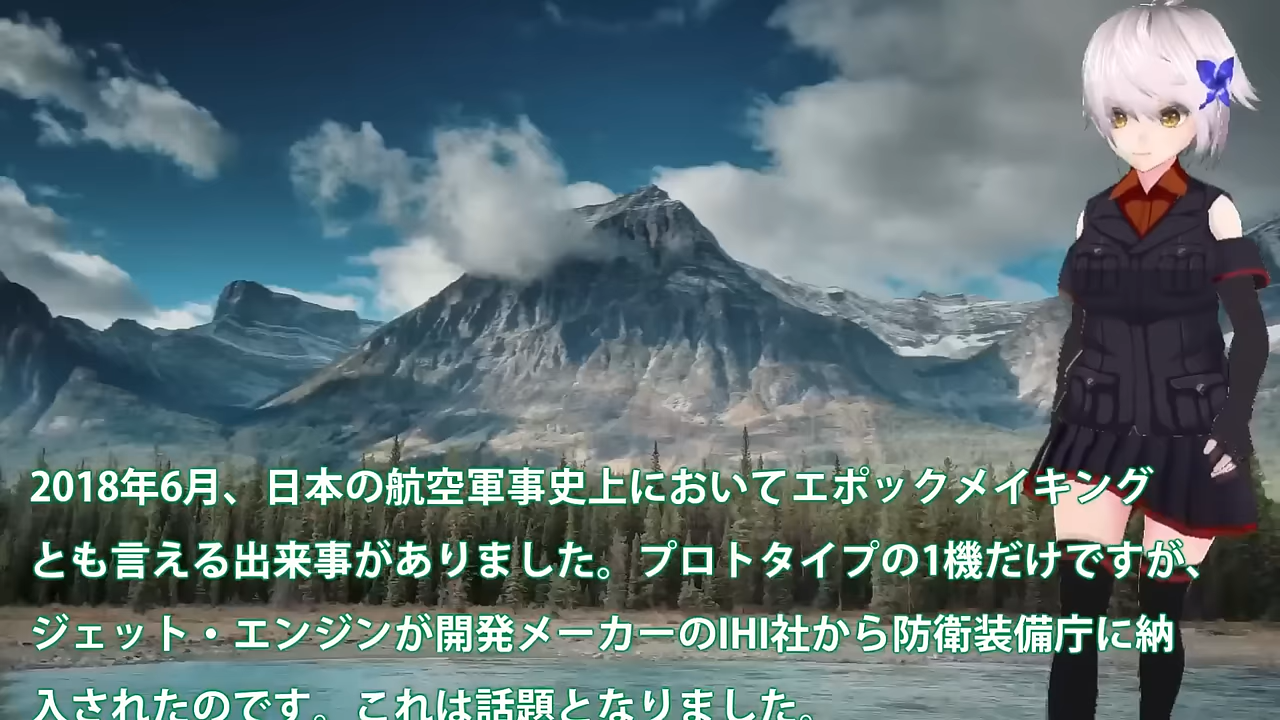 2018年6月、日本の航空軍事史上においてエポックメイキング
とも言える出来事がありました。プロトタイプの1機だけですが、
ジェット・エンジンが開発メーカーのIHI社から防衛装備庁に納
入されたのです。これは話題となりました。